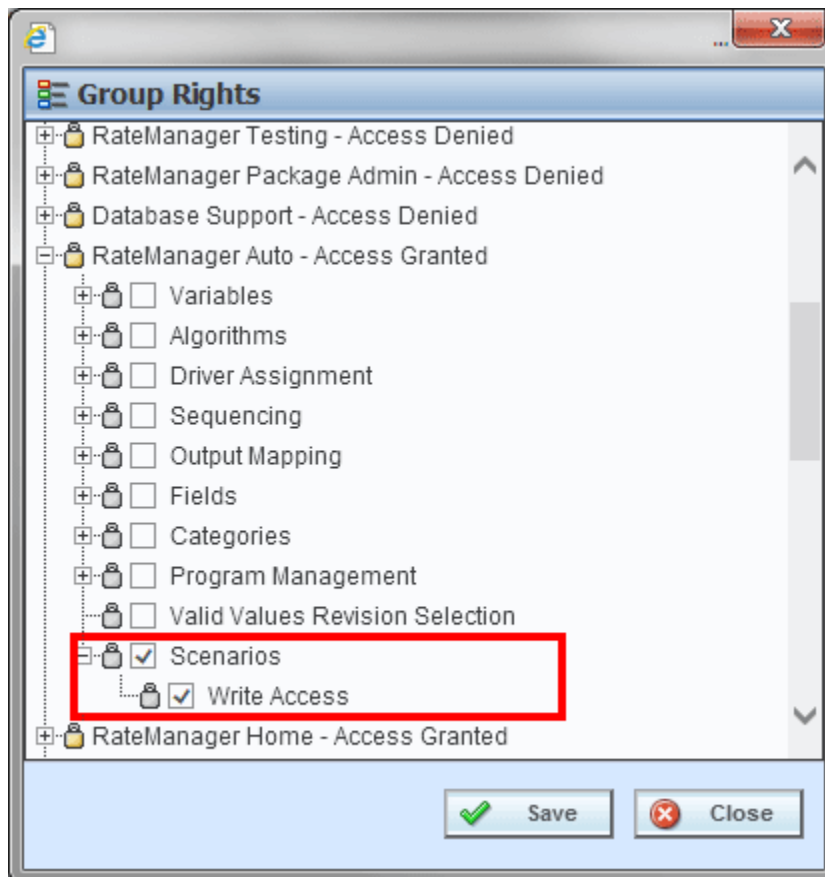 ...
Group Rights
RateManager Testing - Access Denied
RateManager Package Admin - Access Denied
Database Support - Access Denied
RateManager Auto - Access Granted
Variables
Algorithms
Driver Assignment
Sequencing
Output Mapping
Fields
Categories
Program Management
Valid Values Revision Selection
Scenarios
Write Access
RateManager Home - Access Granted
Save Close